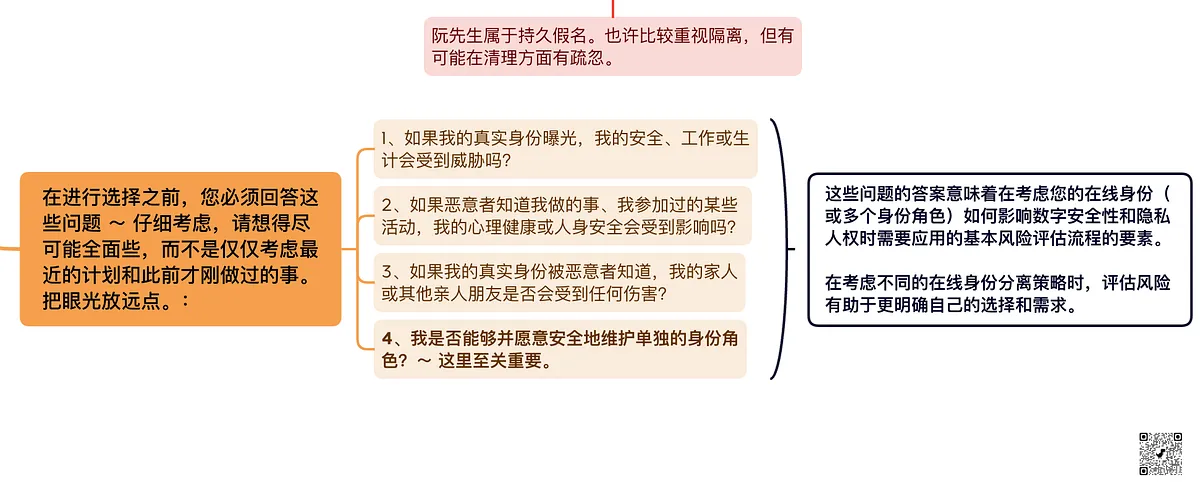 阮先生属于持久假名。也许比较重视隔离，但有
可能在清理方面有疏忽。
在进行选择之前，您必须回答这
些问题 ～ 仔细考虑，请想得尽
可能全面些，而不是仅仅考虑最
近的计划和此前才刚做过的事。
把眼光放远点。：
1、如果我的真实身份曝光，我的安全、工作或生
计会受到威胁吗？
2、如果恶意者知道我做的事、我参加过的某些
活动，我的心理健康或人身安全会受到影响吗？
3、如果我的真实身份被恶意者知道，我的家人
或其他亲人朋友是否会受到任何伤害？
4、我是否能够并愿意安全地维护单独的身份角
色？～ 这里至关重要。
这些问题的答案意味着在考虑您的在线身份（
或多个身份角色）如何影响数字安全性和隐私
人权时需要应用的基本风险评估流程的要素。
在考虑不同的在线身份分离策略时，评估风险
有助于更明确自己的选择和需求。